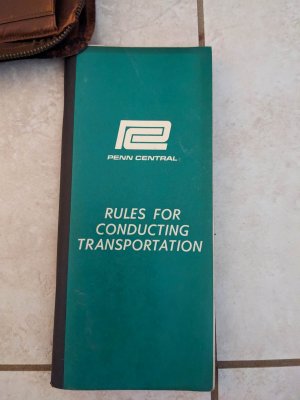 PENN CENTRAL
RULES FOR
CONDUCTING
TRANSPORTATION